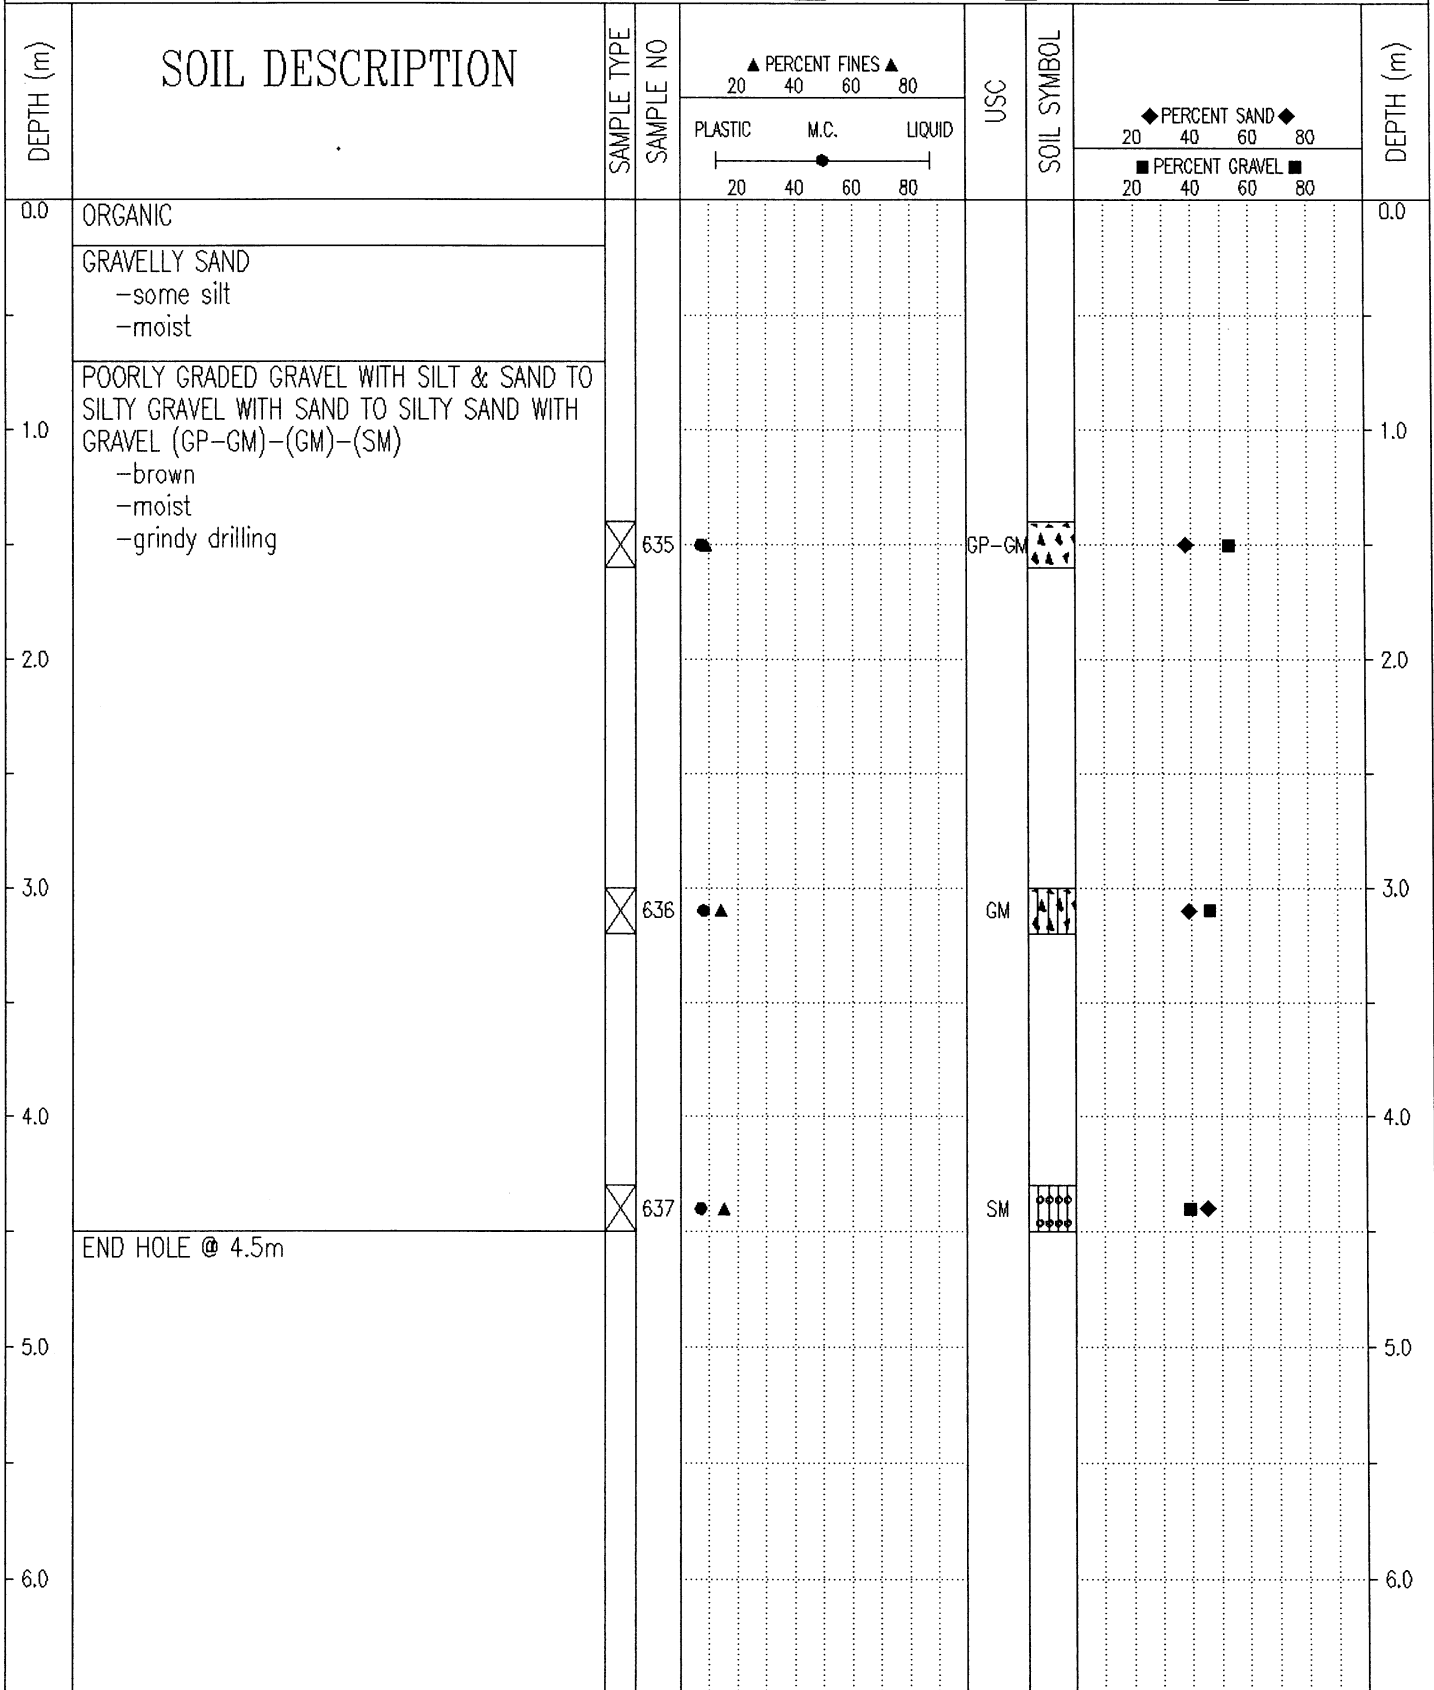 DEPTH (m)
SOIL DESCRIPTION
SAMPLE TYPE
SAMPLE NO
▲ PERCENT FINES ▲
20 40 60 80
PLASTIC M.C. LIQUID
20 40 60 80
USC
SOIL SYMBOL
◆ PERCENT SAND ◆
20 40 60 80
■ PERCENT GRAVEL ■
20 40 60 80
DEPTH (m)
0.0 0.0
ORGANIC
GRAVELLY SAND
-some silt
-moist
POORLY GRADED GRAVEL WITH SILT & SAND TO
SILTY GRAVEL WITH SAND TO SILTY SAND WITH
1.0 GRAVEL (GP-GM)-(GM)-(SM) 1.0
-brown
-moist
-grindy drilling
635 GP-GM
2.0 2.0
3.0 3.0
636 GM
4.0 4.0
637 SM
END HOLE @ 4.5m
5.0 5.0
6.0 6.0